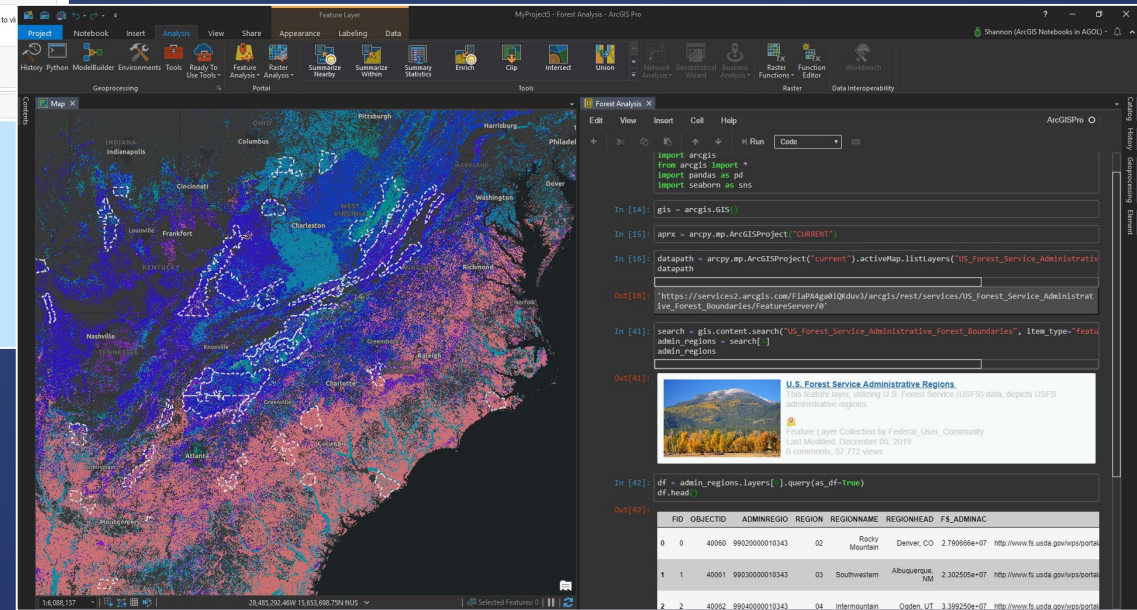 to vi
Feature Layer
MyProject5 - Forest Analysis - ArcGIS Pro
Project Notebook Insert Analysis View Share Appearance Labeling Data
Shannon (ArcGIS Notebooks in AGOL)
History Python ModelBuilder Environments Tools Ready To Use Tools Feature Analysis Raster Analysis Summarize Nearby Summarize Within Summary Statistics Enrich Clip Intersect Union Network Analysis Geostatistical Wizard Business Analysis Raster Functions Function Editor Workbench
Geoprocessing Portal Tools Raster Data Interoperability
Contents
Map
Pittsburgh
OHIO
Harrisburg
Columbus
INDIANA
Indianapolis
Philadel
MARYLAND
Cincinnati
Dover
Washington
WEST VIRGINIA
Louisville
Frankfort
Charleston
KENTUCKY
VIRGINIA
Richmond
Norfolk
Nashville
TENNESSEE
Knoxville
Greensboro
Raleigh
Charlotte
Greenville
Columbia
Atlanta
Birmingham
Montgomery
1:6,088,137
28,485,292.46W 15,653,698.75N ftUS
Selected Features: 0
Forest Analysis
Edit View Insert Cell Help
ArcGISPro
Run Code
import arcgis
from arcgis import *
import pandas as pd
import seaborn as sns
In [14]: gis = arcgis.GIS()
In [15]: aprx = arcpy.mp.ArcGISProject("CURRENT")
In [16]: datapath = arcpy.mp.ArcGISProject("current").activeMap.listLayers("US_Forest_Service_Administrativ
datapath
Out[16]: 'https://services2.arcgis.com/FiaPA4ga0iQKduv3/arcgis/rest/services/US_Forest_Service_Administrat
ive_Forest_Boundaries/FeatureServer/0'
In [41]: search = gis.content.search("US_Forest_Service_Administrative_Forest_Boundaries", item_type="featu
admin_regions = search[]
admin_regions
Out[41]:
U.S. Forest Service Administrative Regions
This feature layer, utilizing U.S. Forest Service (USFS) data, depicts USFS
administrative regions.
Feature Layer Collection by Federal_User_Community
Last Modified: December 05, 2019
0 comments, 37,772 views
In [42]: df = admin_regions.layers[].query(as_df=True)
df.head()
Out[42]:
FID OBJECTID ADMINREGIO REGION REGIONNAME REGIONHEAD FS_ADMINAC
0 0 40060 99020000010343 02 Rocky Mountain Denver, CO 2.790666e+07 http://www.fs.usda.gov/wps/portal/
1 1 40061 99030000010343 03 Southwestern Albuquerque, NM 2.302505e+07 http://www.fs.usda.gov/wps/portal/
2 2 40062 99040000010343 04 Intermountain Ogden, UT 3.399250e+07 http://www.fs.usda.gov/wps/portal/
Catalog
History
Geoprocessing
Element